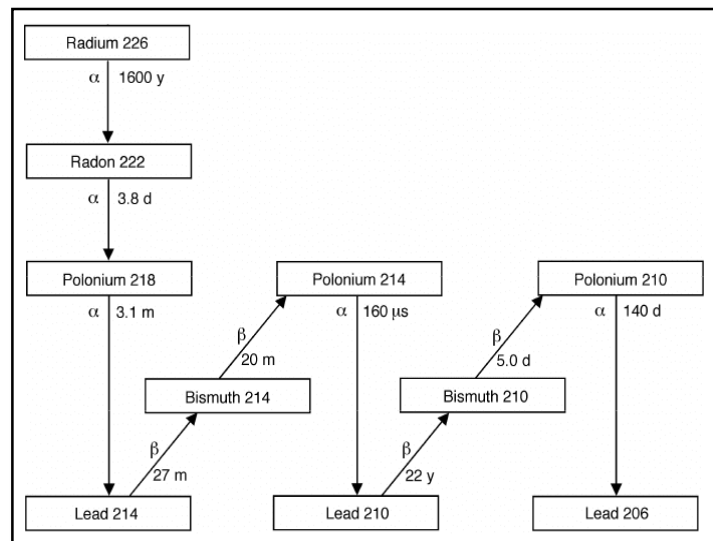 Radium 226
α 1600 y
Radon 222
α 3.8 d
Polonium 218
Polonium 214
Polonium 210
α 3.1 m
α 160 μs
α 140 d
β
20 m
β
5.0 d
Bismuth 214
Bismuth 210
β
27 m
β
22 y
Lead 214
Lead 210
Lead 206